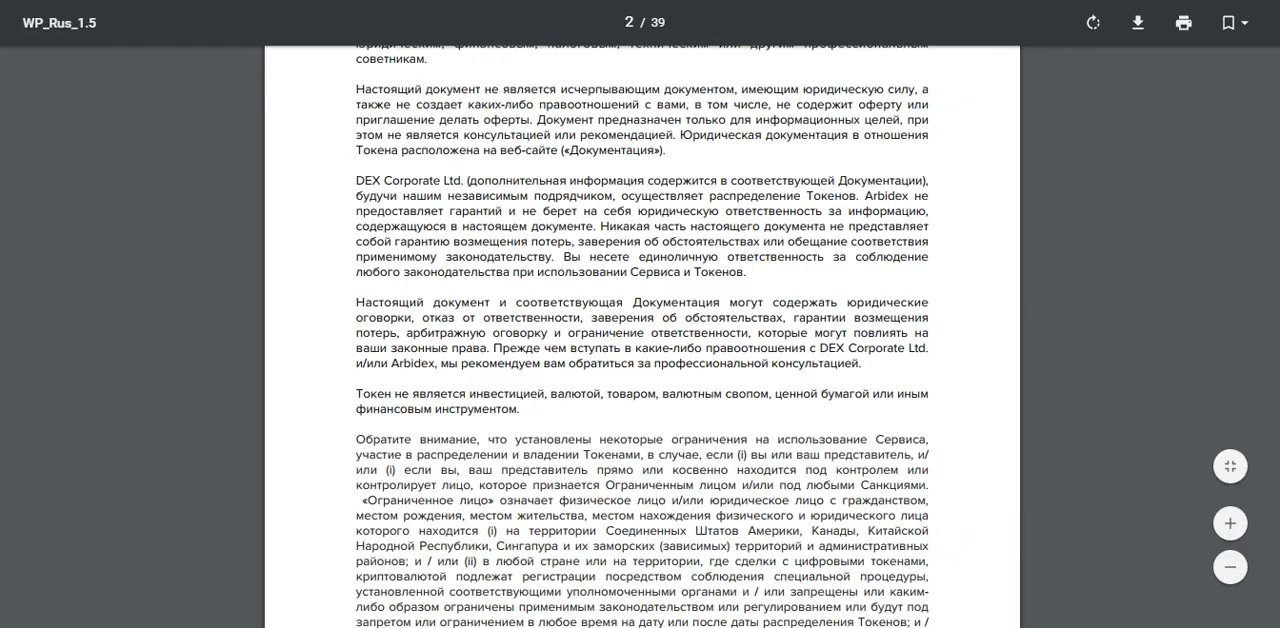 WP_Rus_1.5
2 / 39
юридическим, финансовым, налоговым, техническим или другим профессиональным
советникам.
Настоящий документ не является исчерпывающим документом, имеющим юридическую силу, а
также не создает каких-либо правоотношений с вами, в том числе, не содержит оферту или
приглашение делать оферты. Документ предназначен только для информационных целей, при
этом не является консультацией или рекомендацией. Юридическая документация в отношения
Токена расположена на веб-сайте («Документация»).
DEX Corporate Ltd. (дополнительная информация содержится в соответствующей Документации),
будучи нашим независимым подрядчиком, осуществляет распределение Токенов. Arbidex не
предоставляет гарантий и не берет на себя юридическую ответственность за информацию,
содержащуюся в настоящем документе. Никакая часть настоящего документа не представляет
собой гарантию возмещения потерь, заверения об обстоятельствах или обещание соответствия
применимому законодательству. Вы несете единоличную ответственность за соблюдение
любого законодательства при использовании Сервиса и Токенов.
Настоящий документ и соответствующая Документация могут содержать юридические
оговорки, отказ от ответственности, заверения об обстоятельствах, гарантии возмещения
потерь, арбитражную оговорку и ограничение ответственности, которые могут повлиять на
ваши законные права. Прежде чем вступать в какие-либо правоотношения с DEX Corporate Ltd.
и/или Arbidex, мы рекомендуем вам обратиться за профессиональной консультацией.
Токен не является инвестицией, валютой, товаром, валютным свопом, ценной бумагой или иным
финансовым инструментом.
Обратите внимание, что установлены некоторые ограничения на использование Сервиса,
участие в распределении и владении Токенами, в случае, если (i) вы или ваш представитель, и/
или (i) если вы, ваш представитель прямо или косвенно находится под контролем или
контролирует лицо, которое признается Ограниченным лицом и/или под любыми Санкциями.
«Ограниченное лицо» означает физическое лицо и/или юридическое лицо с гражданством,
местом рождения, местом жительства, местом нахождения физического и юридического лица
которого находится (i) на территории Соединенных Штатов Америки, Канады, Китайской
Народной Республики, Сингапура и их заморских (зависимых) территорий и административных
районов; и / или (ii) в любой стране или на территории, где сделки с цифровыми токенами,
криптовалютой подлежат регистрации посредством соблюдения специальной процедуры,
установленной соответствующими уполномоченными органами и / или запрещены или каким-
либо образом ограничены применимым законодательством или регулированием или будут под
запретом или ограничением в любое время на дату или после даты распределения Токенов; и /